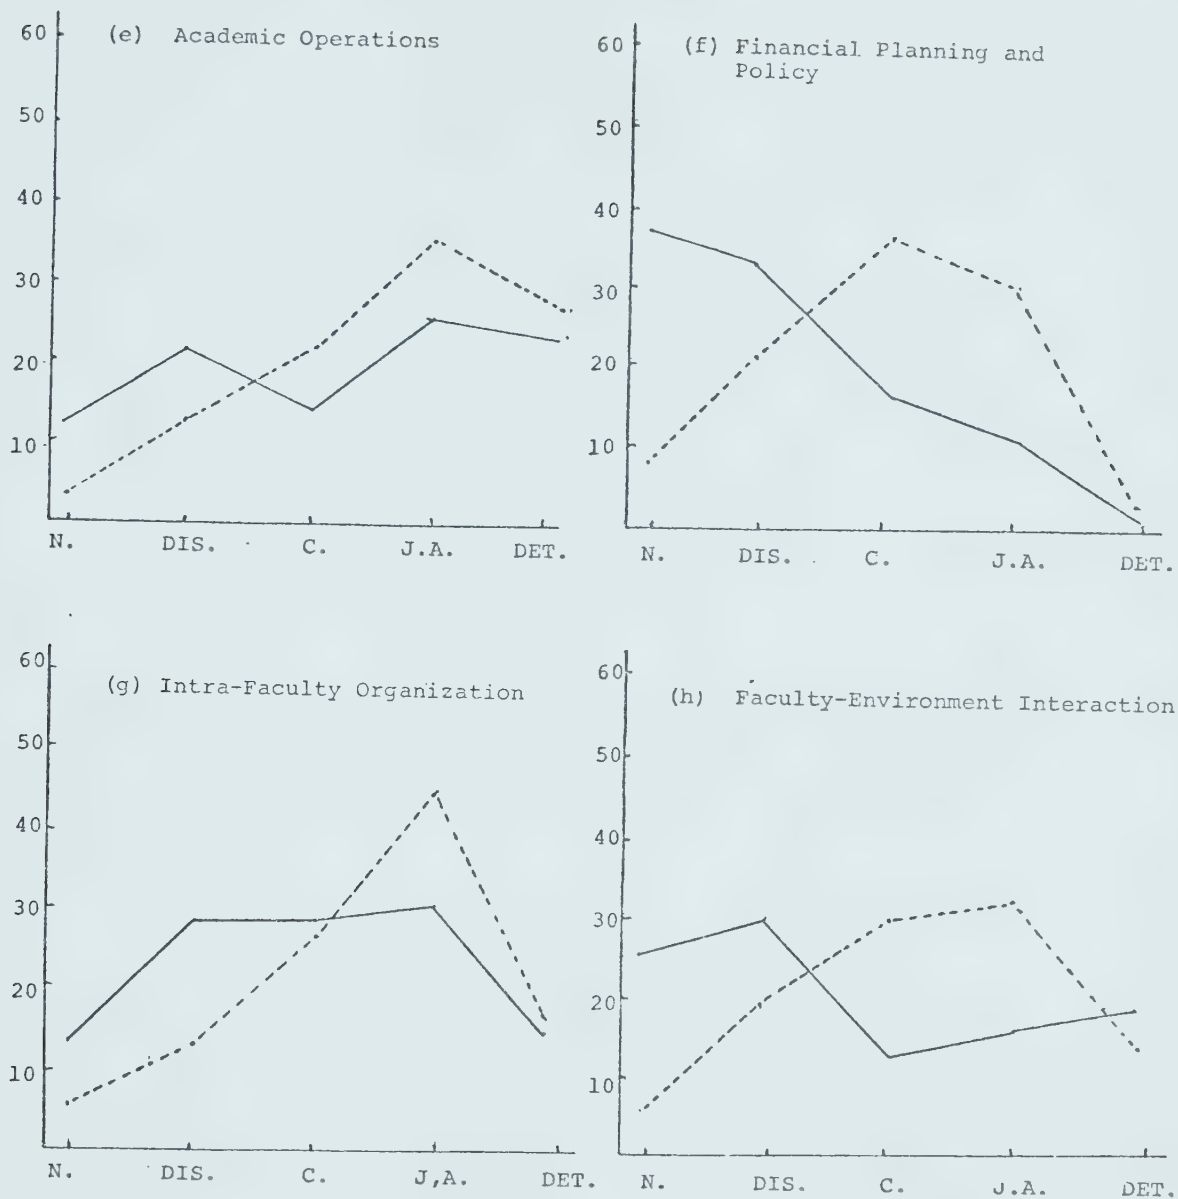 (e) Academic Operations
60
50
40
30
20
10
N. DIS. C. J.A. DET.
(f) Financial Planning and
Policy
60
50
40
30
20
10
N. DIS. C. J.A. DET.
(g) Intra-Faculty Organization
60
50
40
30
20
10
N. DIS. C. J,A. DET.
(h) Faculty-Environment Interaction
60
50
40
30
20
10
N. DIS. C. J.A. DET.